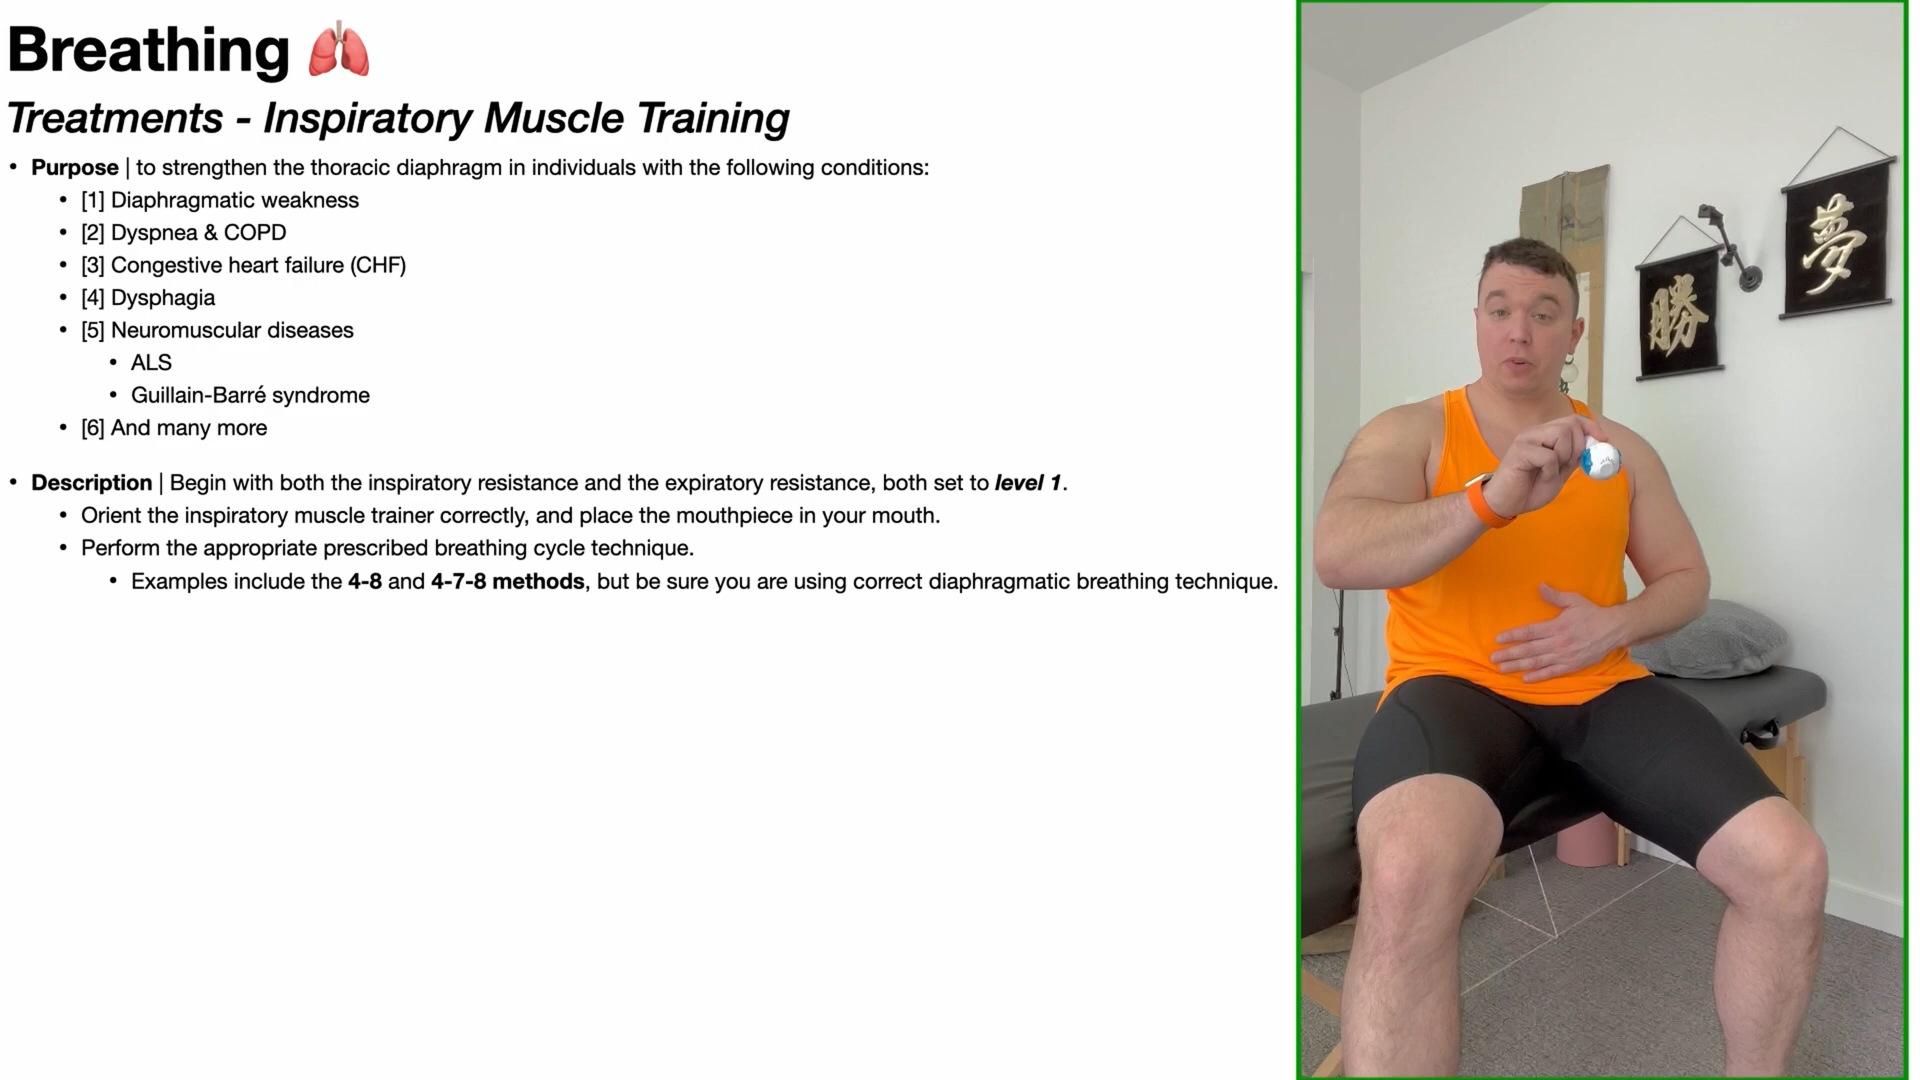 Breathing 🫁
Treatments - Inspiratory Muscle Training
• Purpose | to strengthen the thoracic diaphragm in individuals with the following conditions:
• [1] Diaphragmatic weakness
• [2] Dyspnea & COPD
• [3] Congestive heart failure (CHF)
• [4] Dysphagia
• [5] Neuromuscular diseases
• ALS
• Guillain-Barré syndrome
• [6] And many more
• Description | Begin with both the inspiratory resistance and the expiratory resistance, both set to level 1.
• Orient the inspiratory muscle trainer correctly, and place the mouthpiece in your mouth.
• Perform the appropriate prescribed breathing cycle technique.
• Examples include the 4-8 and 4-7-8 methods, but be sure you are using correct diaphragmatic breathing technique.
勝
夢